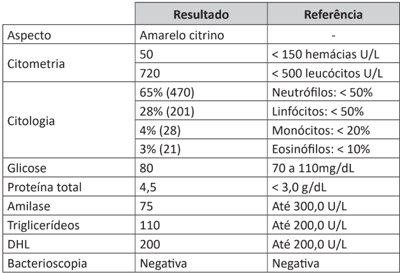 Resultado Referência
Aspecto Amarelo citrino -
Citometria 50 < 150 hemácias U/L
720 < 500 leucócitos U/L
Citologia 65% (470) Neutrófilos: < 50%
28% (201) Linfócitos: < 50%
4% (28) Monócitos: < 20%
3% (21) Eosinófilos: < 10%
Glicose 80 70 a 110mg/dL
Proteína total 4,5 < 3,0 g/dL
Amilase 75 Até 300,0 U/L
Triglicerídeos 110 Até 200,0 U/L
DHL 200 Até 200,0 U/L
Bacterioscopia Negativa Negativa